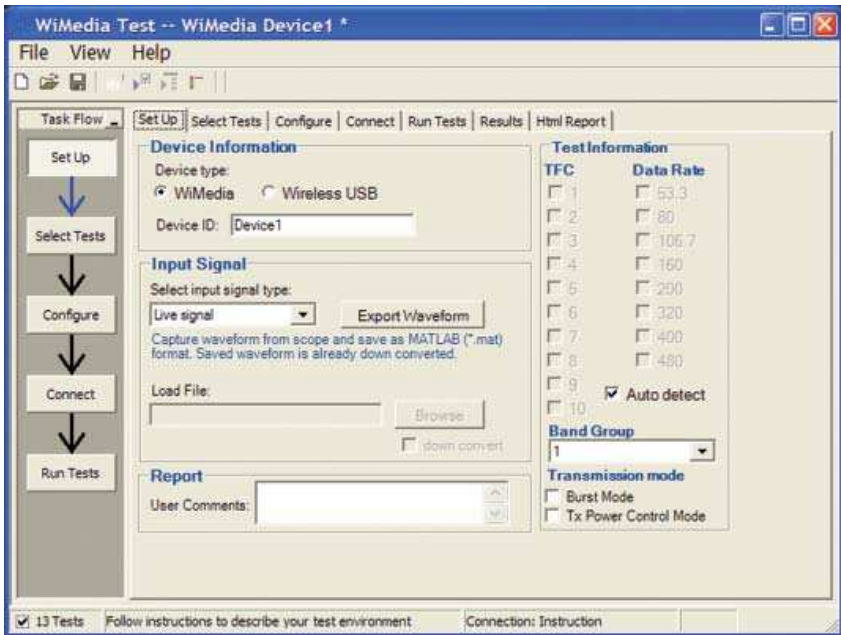 WiMedia Test -- WiMedia Device1 *
File View Help
Task Flow
Set Up
Select Tests
Configure
Connect
Run Tests
Set Up Select Tests Configure Connect Run Tests Results Html Report
Device Information
Device type:
WiMedia Wireless USB
Device ID: Device1
Input Signal
Select input signal type:
Live signal Export Waveform
Capture waveform from scope and save as MATLAB (*.mat)
format. Saved waveform is already down converted.
Load File:
Browse
down convert
Report
User Comments:
Test Information
TFC Data Rate
1 53.3
2 80
3 106.7
4 160
5 200
6 320
7 400
8 480
9
10
Auto detect
Band Group
1
Transmission mode
Burst Mode
Tx Power Control Mode
13 Tests Follow instructions to describe your test environment Connection: Instruction